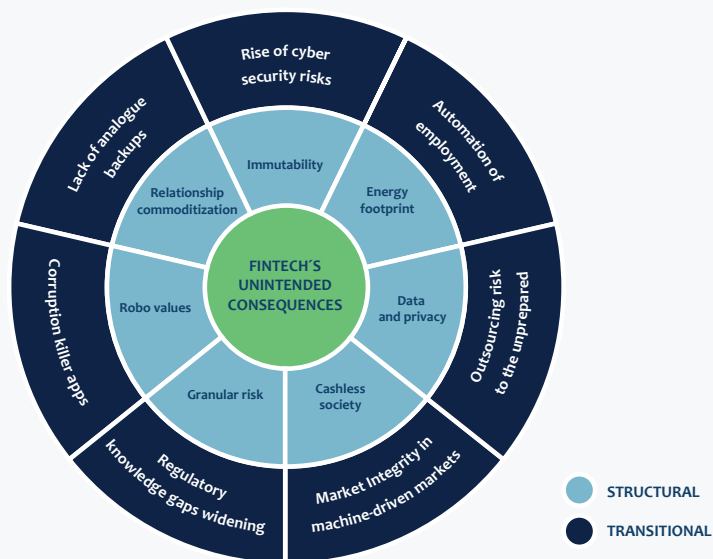 Rise of cyber
security risks
Automation of
employment
Outsourcing risk
to the unprepared
Market Integrity in
machine-driven markets
Regulatory
knowledge gaps widening
Corruption killer apps
Lack of analogue
backups
Immutability
Energy
footprint
Data
and privacy
Cashless
society
Granular risk
Robo values
Relationship
commoditization
FINTECH´S
UNINTENDED
CONSEQUENCES
STRUCTURAL
TRANSITIONAL